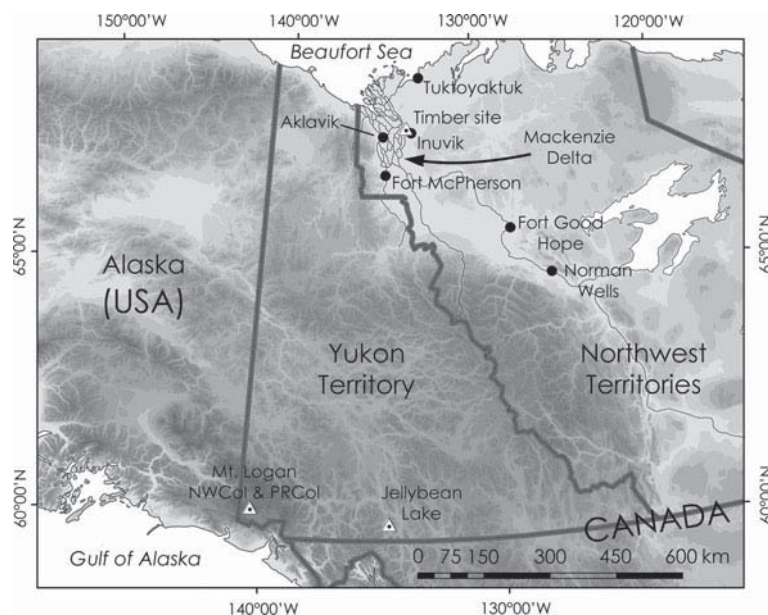 150°00'W 140°00'W 130°00'W 120°00'W
Beaufort Sea
Tuktoyaktuk
Timber site
Aklavik
Inuvik
Mackenzie
Delta
Fort McPherson
Fort Good
Hope
65°00'N
65°00'N
Alaska
(USA)
Norman
Wells
Yukon
Territory
Northwest
Territories
Mt. Logan
NWCol & PRCol
Jellybean
Lake
60°00'N
60°00'N
CANADA
Gulf of Alaska
0 75 150 300 450 600 km
140°00'W 130°00'W